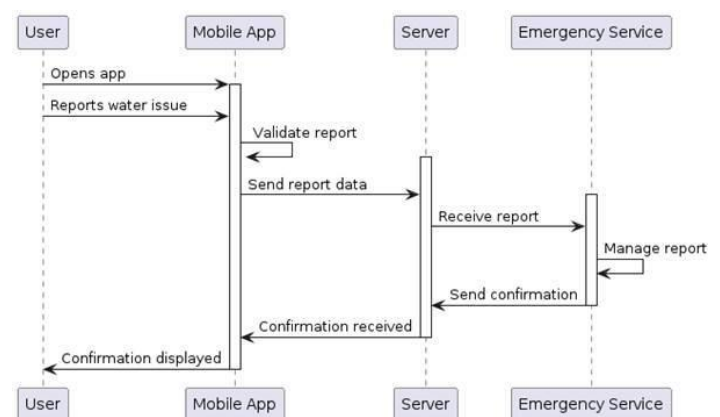 User Mobile App Server Emergency Service
Opens app
Reports water issue
Validate report
Send report data
Receive report
Manage report
Send confirmation
Confirmation received
Confirmation displayed
User Mobile App Server Emergency Service